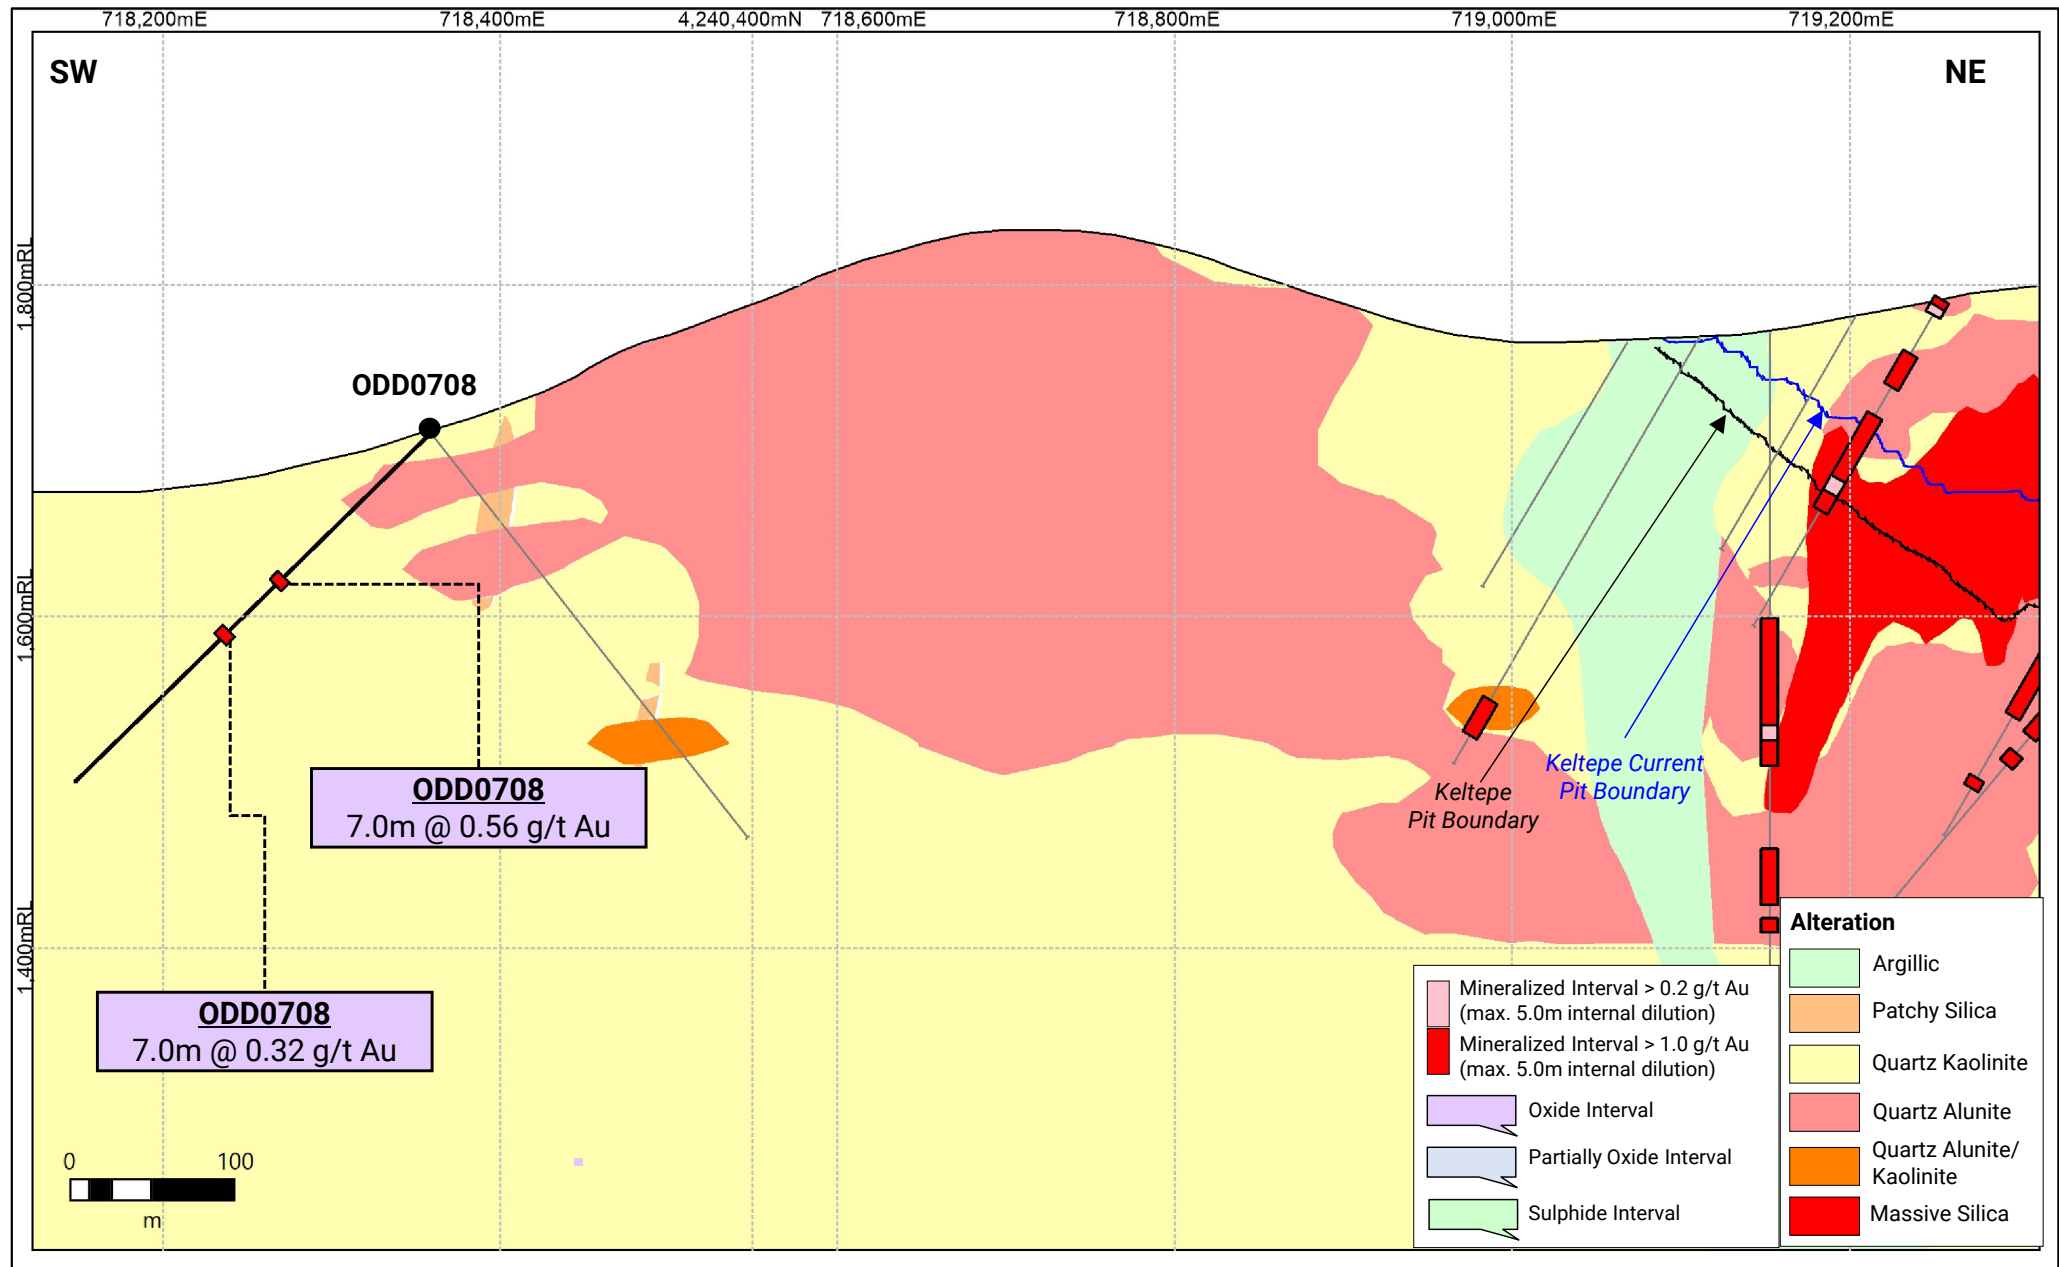 718,200mE
718,400mE
4,240,400mN
718,600mE
718,800mE
719,000mE
719,200mE
SW
NE
1,800mRL
1,600mRL
1,400mRL
ODD0708
ODD0708
7.0m @ 0.56 g/t Au
ODD0708
7.0m @ 0.32 g/t Au
Keltepe
Pit Boundary
Keltepe Current
Pit Boundary
0
100
m
Mineralized Interval > 0.2 g/t Au
(max. 5.0m internal dilution)
Mineralized Interval > 1.0 g/t Au
(max. 5.0m internal dilution)
Oxide Interval
Partially Oxide Interval
Sulphide Interval
Alteration
Argillic
Patchy Silica
Quartz Kaolinite
Quartz Alunite
Quartz Alunite/
Kaolinite
Massive Silica